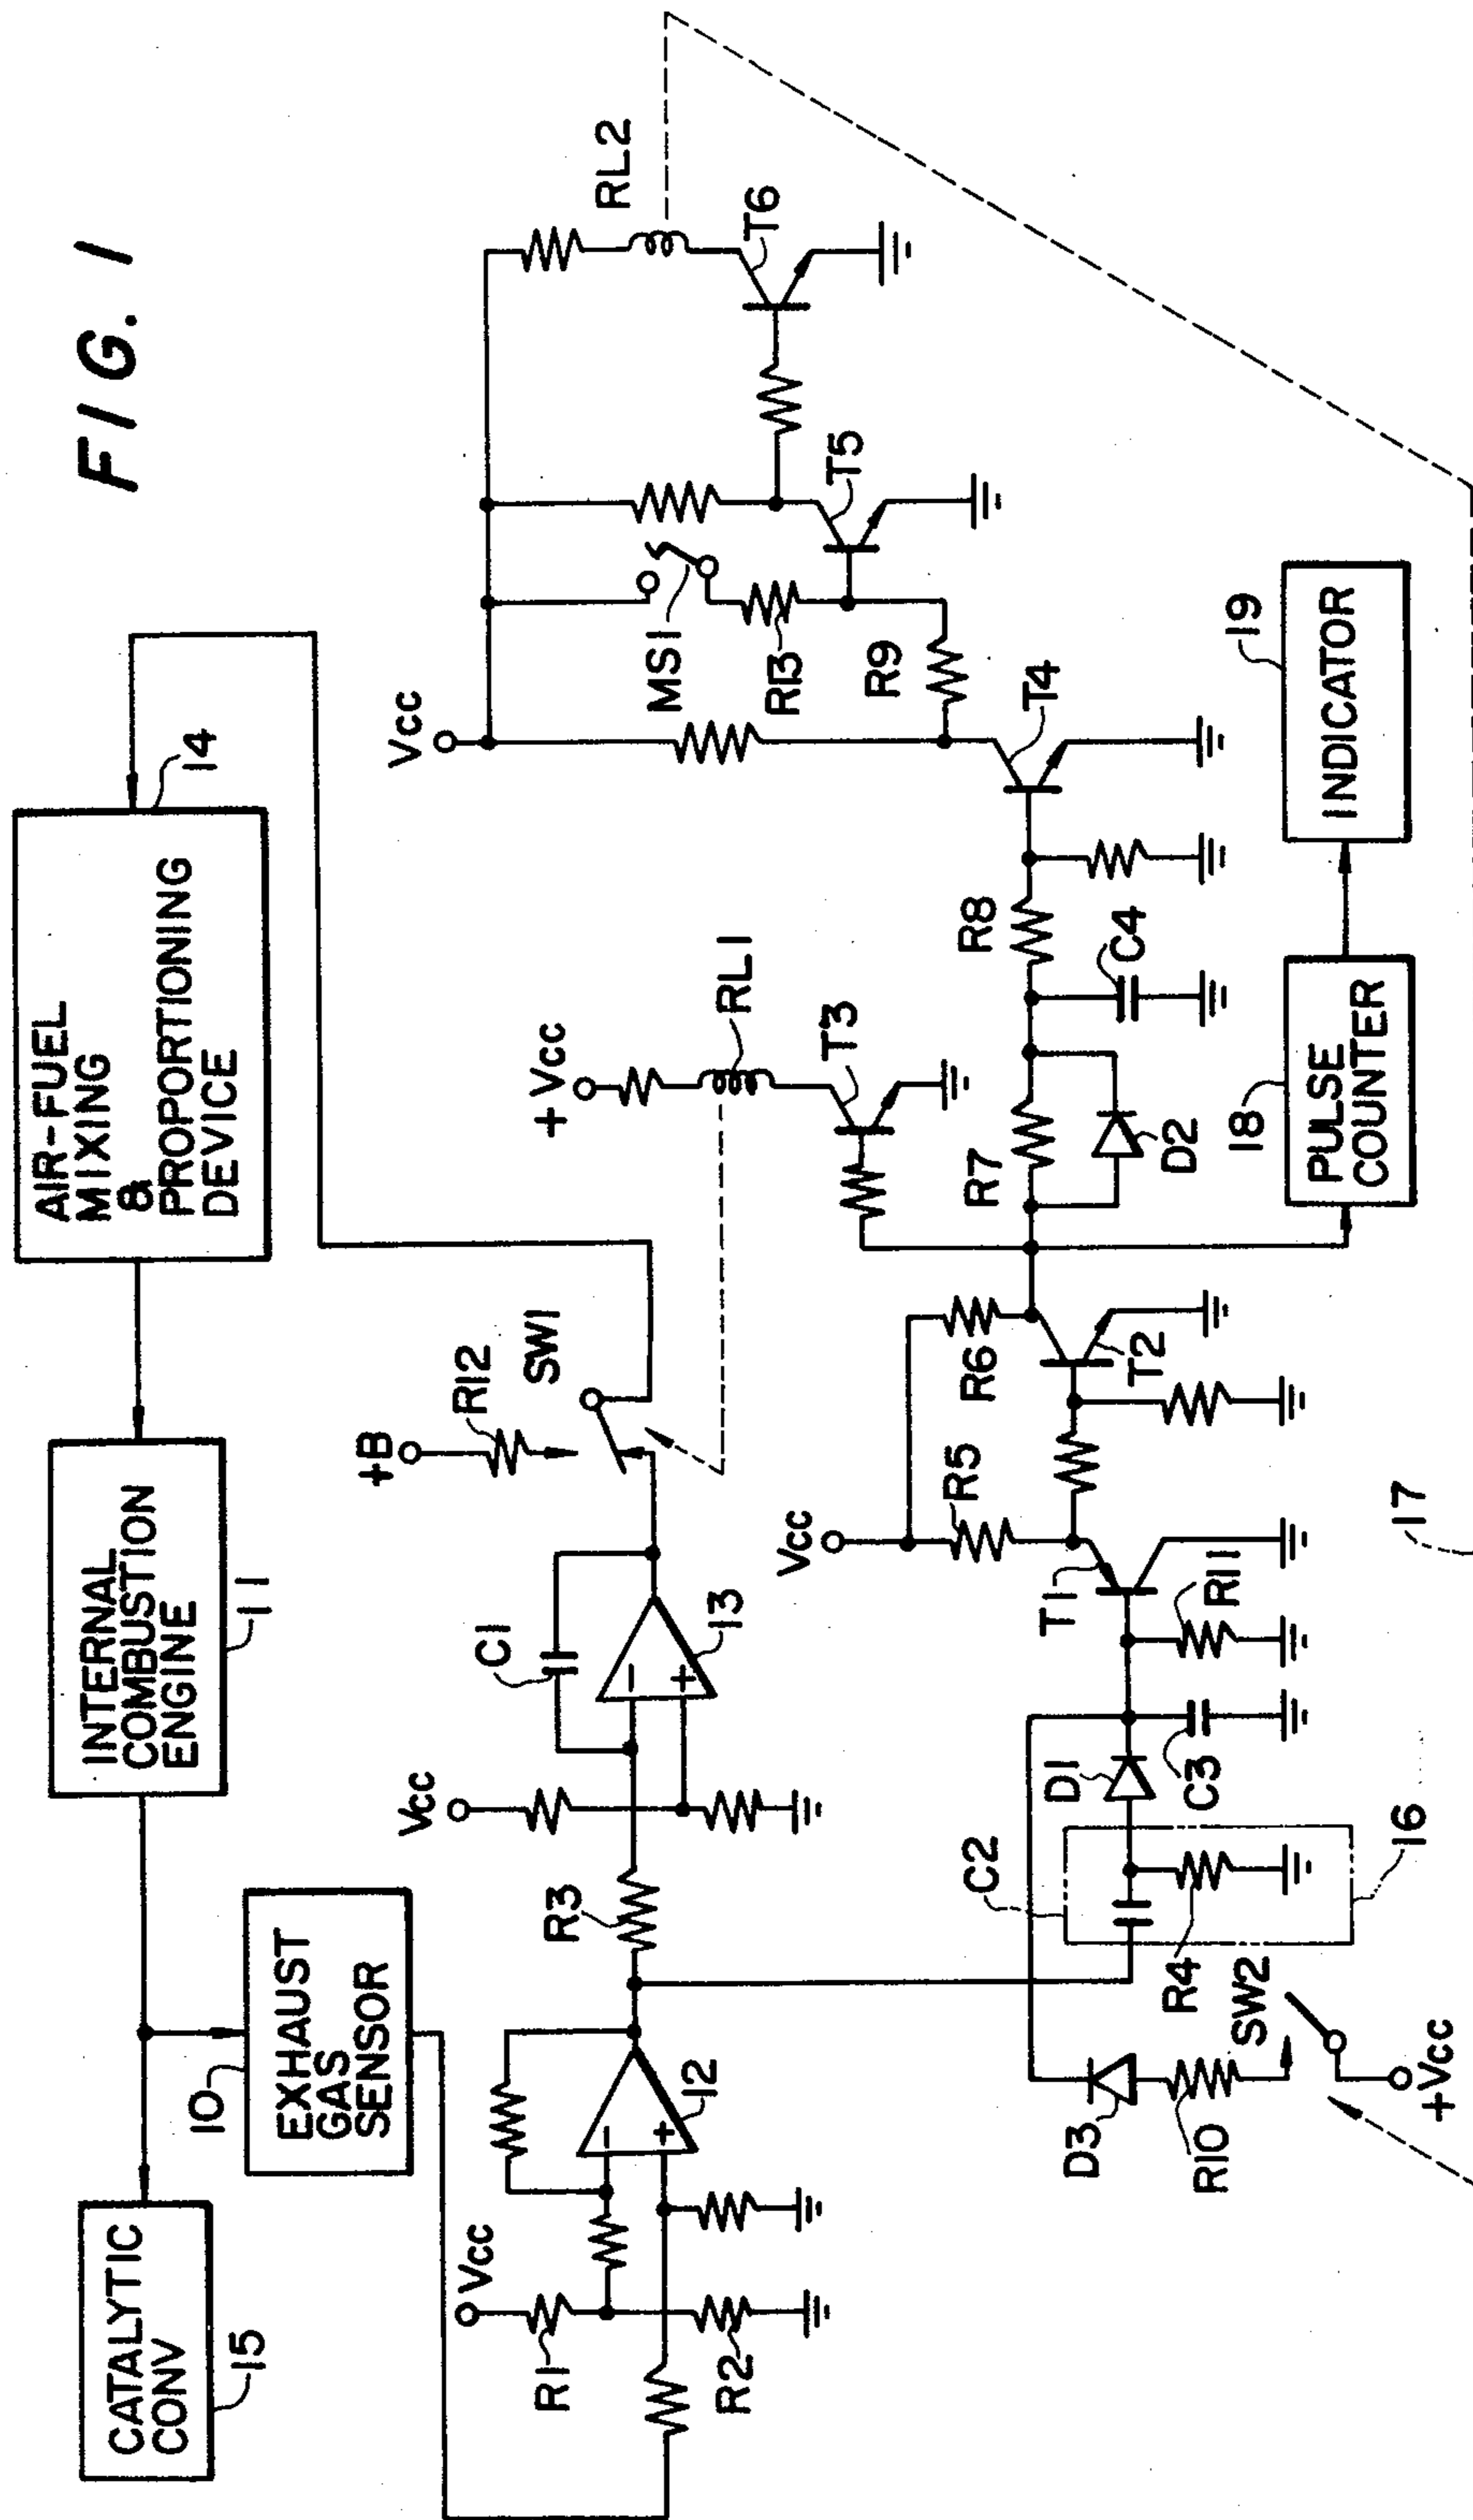 FIG. 1
CATALYTIC
CONV
15
INTERNAL
COMBUSTION
ENGINE
11
AIR-FUEL
MIXING
&
PROPORTIONING
DEVICE
14
10
EXHAUST
GAS
SENSOR
Vcc
R1
R2
12
R3
Vcc
C1
13
+B
R12
SW1
+Vcc
RL1
T3
Vcc
MS1
R13
R9
T4
T5
T6
RL2
Vcc
R5
R6
T1
T2
R11
R7
D2
R8
C4
C2
D1
C3
R4
16
D3
R10
SW2
+Vcc
17
18
PULSE
COUNTER
19
INDICATOR